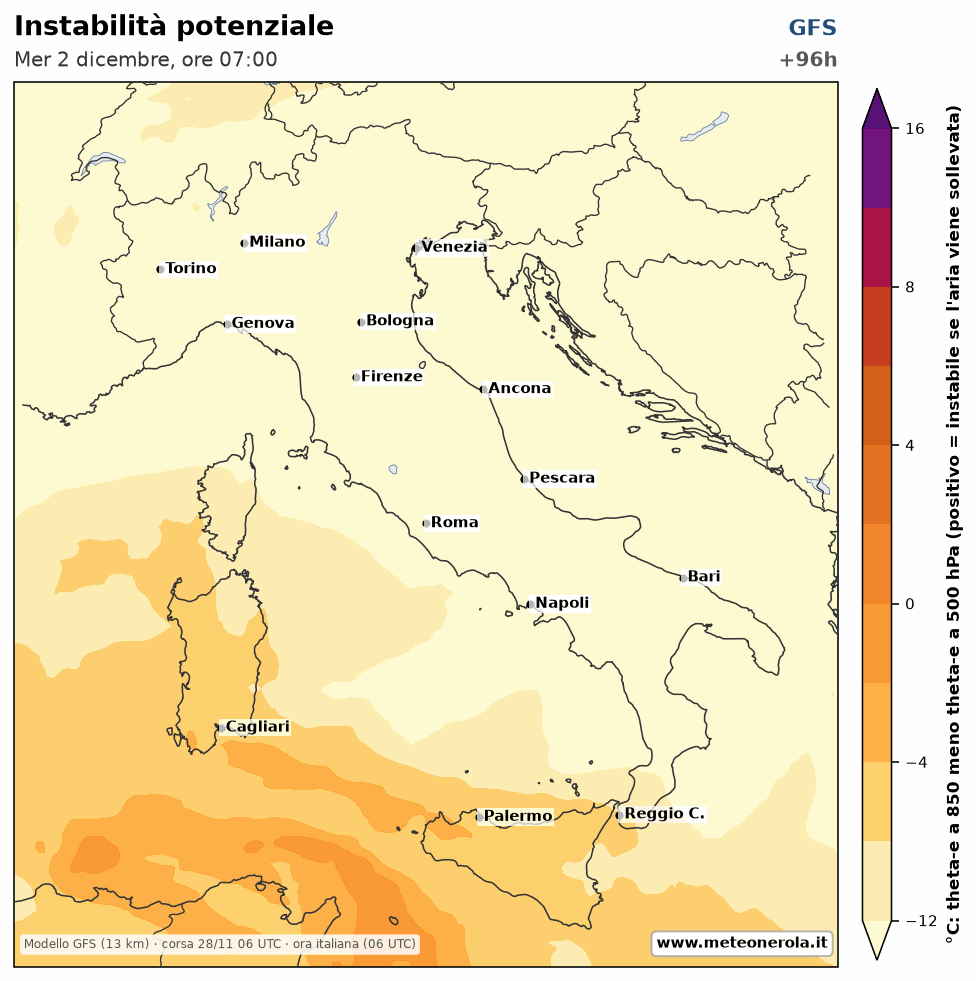 Instabilità potenziale
GFS
Mer 2 dicembre, ore 07:00
+96h
Milano
Venezia
Torino
Genova
Bologna
Firenze
Ancona
Pescara
Roma
Bari
Napoli
Cagliari
Palermo
Reggio C.
16
8
4
0
−4
−12
°C: theta-e a 850 meno theta-e a 500 hPa (positivo = instabile se l'aria viene sollevata)
Modello GFS (13 km) · corsa 28/11 06 UTC · ora italiana (06 UTC)
www.meteonerola.it